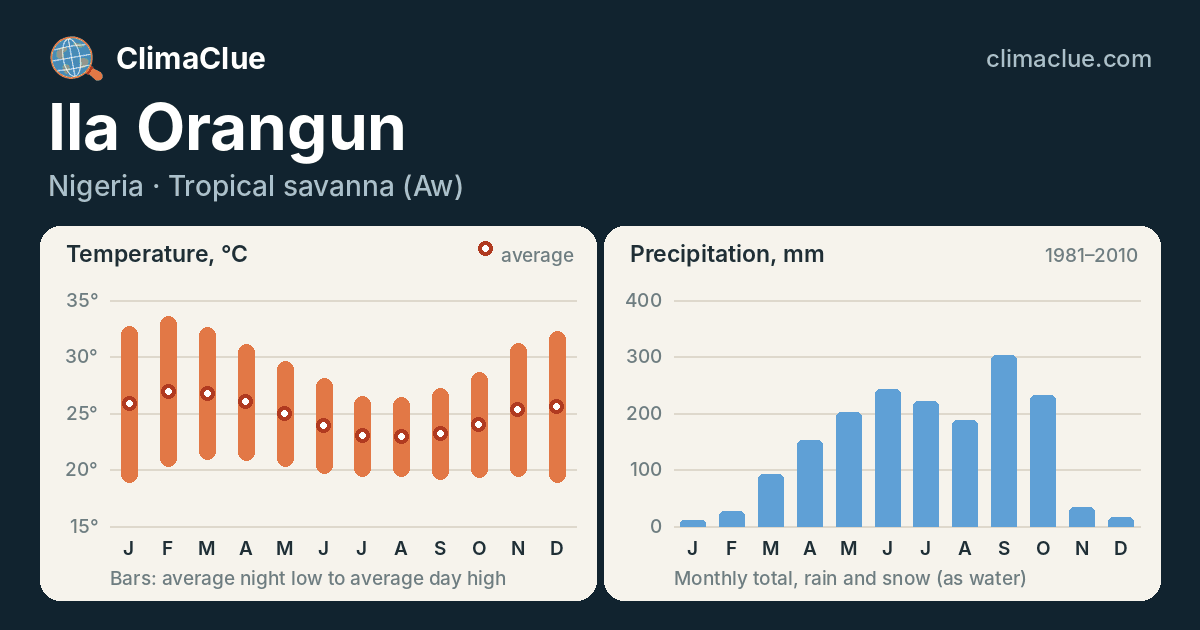 ClimaClue
climaclue.com
Ila Orangun
Nigeria · Tropical savanna (Aw)
Temperature, °C
average
35°
30°
25°
20°
15°
J F M A M J J A S O N D
Bars: average night low to average day high
Precipitation, mm
1981–2010
400
300
200
100
0
J F M A M J J A S O N D
Monthly total, rain and snow (as water)